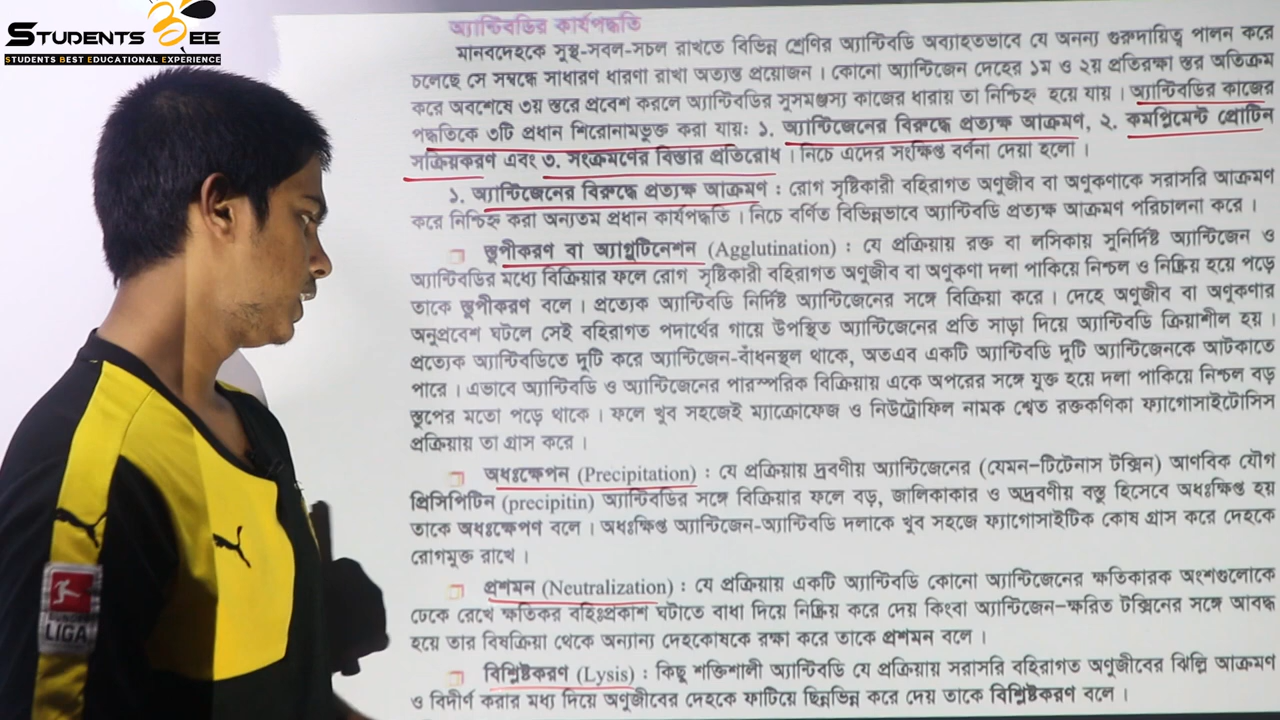 STUDENTS BEE
STUDENTS BEST EDUCATIONAL EXPERIENCE
অ্যান্টিবডির কার্যপদ্ধতি
মানবদেহকে সুস্থ-সবল-সচল রাখতে বিভিন্ন শ্রেণির অ্যান্টিবডি অব্যাহতভাবে যে অনন্য গুরুদায়িত্ব পালন করে
চলেছে সে সম্বন্ধে সাধারণ ধারণা রাখা অত্যন্ত প্রয়োজন । কোনো অ্যান্টিজেন দেহের ১ম ও ২য় প্রতিরক্ষা স্তর অতিক্রম
করে অবশেষে ৩য় স্তরে প্রবেশ করলে অ্যান্টিবডির সুসমঞ্জস্য কাজের ধারায় তা নিশ্চিহ্ন হয়ে যায় । অ্যান্টিবডির কাজের
পদ্ধতিকে ৩টি প্রধান শিরোনামভুক্ত করা যায়: ১. অ্যান্টিজেনের বিরুদ্ধে প্রত্যক্ষ আক্রমণ, ২. কমপ্লিমেন্ট প্রোটিন
সক্রিয়করণ এবং ৩. সংক্রমণের বিস্তার প্রতিরোধ । নিচে এদের সংক্ষিপ্ত বর্ণনা দেয়া হলো ।
১. অ্যান্টিজেনের বিরুদ্ধে প্রত্যক্ষ আক্রমণ : রোগ সৃষ্টিকারী বহিরাগত অণুজীব বা অণুকণাকে সরাসরি আক্রমণ
করে নিশ্চিহ্ন করা অন্যতম প্রধান কার্যপদ্ধতি । নিচে বর্ণিত বিভিন্নভাবে অ্যান্টিবডি প্রত্যক্ষ আক্রমণ পরিচালনা করে ।
স্তূপীকরণ বা অ্যাগ্লুটিনেশন (Agglutination) : যে প্রক্রিয়ায় রক্ত বা লসিকায় সুনির্দিষ্ট অ্যান্টিজেন ও
অ্যান্টিবডির মধ্যে বিক্রিয়ার ফলে রোগ সৃষ্টিকারী বহিরাগত অণুজীব বা অণুকণা দলা পাকিয়ে নিশ্চল ও নিষ্ক্রিয় হয়ে পড়ে
তাকে স্তূপীকরণ বলে । প্রত্যেক অ্যান্টিবডি নির্দিষ্ট অ্যান্টিজেনের সঙ্গে বিক্রিয়া করে । দেহে অণুজীব বা অণুকণার
অনুপ্রবেশ ঘটলে সেই বহিরাগত পদার্থের গায়ে উপস্থিত অ্যান্টিজেনের প্রতি সাড়া দিয়ে অ্যান্টিবডি ক্রিয়াশীল হয় ।
প্রত্যেক অ্যান্টিবডিতে দুটি করে অ্যান্টিজেন-বাঁধনস্থল থাকে, অতএব একটি অ্যান্টিবডি দুটি অ্যান্টিজেনকে আটকাতে
পারে । এভাবে অ্যান্টিবডি ও অ্যান্টিজেনের পারস্পরিক বিক্রিয়ায় একে অপরের সঙ্গে যুক্ত হয়ে দলা পাকিয়ে নিশ্চল বড়
স্তূপের মতো পড়ে থাকে । ফলে খুব সহজেই ম্যাক্রোফেজ ও নিউট্রোফিল নামক শ্বেত রক্তকণিকা ফ্যাগোসাইটোসিস
প্রক্রিয়ায় তা গ্রাস করে ।
অধঃক্ষেপন (Precipitation) : যে প্রক্রিয়ায় দ্রবণীয় অ্যান্টিজেনের (যেমন-টিটেনাস টক্সিন) আণবিক যৌগ
প্রিসিপিটিন (precipitin) অ্যান্টিবডির সঙ্গে বিক্রিয়ার ফলে বড়, জালিকাকার ও অদ্রবণীয় বস্তু হিসেবে অধঃক্ষিপ্ত হয়
তাকে অধঃক্ষেপণ বলে । অধঃক্ষিপ্ত অ্যান্টিজেন-অ্যান্টিবডি দলাকে খুব সহজে ফ্যাগোসাইটিক কোষ গ্রাস করে দেহকে
রোগমুক্ত রাখে ।
প্রশমন (Neutralization) : যে প্রক্রিয়ায় একটি অ্যান্টিবডি কোনো অ্যান্টিজেনের ক্ষতিকারক অংশগুলোকে
ঢেকে রেখে ক্ষতিকর বহিঃপ্রকাশ ঘটাতে বাধা দিয়ে নিষ্ক্রিয় করে দেয় কিংবা অ্যান্টিজেন-ক্ষরিত টক্সিনের সঙ্গে আবদ্ধ
হয়ে তার বিষক্রিয়া থেকে অন্যান্য দেহকোষকে রক্ষা করে তাকে প্রশমন বলে ।
বিশ্লিষ্টকরণ (Lysis) : কিছু শক্তিশালী অ্যান্টিবডি যে প্রক্রিয়ায় সরাসরি বহিরাগত অণুজীবের ঝিল্লি আক্রমণ
ও বিদীর্ণ করার মধ্য দিয়ে অণুজীবের দেহকে ফাটিয়ে ছিন্নভিন্ন করে দেয় তাকে বিশ্লিষ্টকরণ বলে ।
LIGA